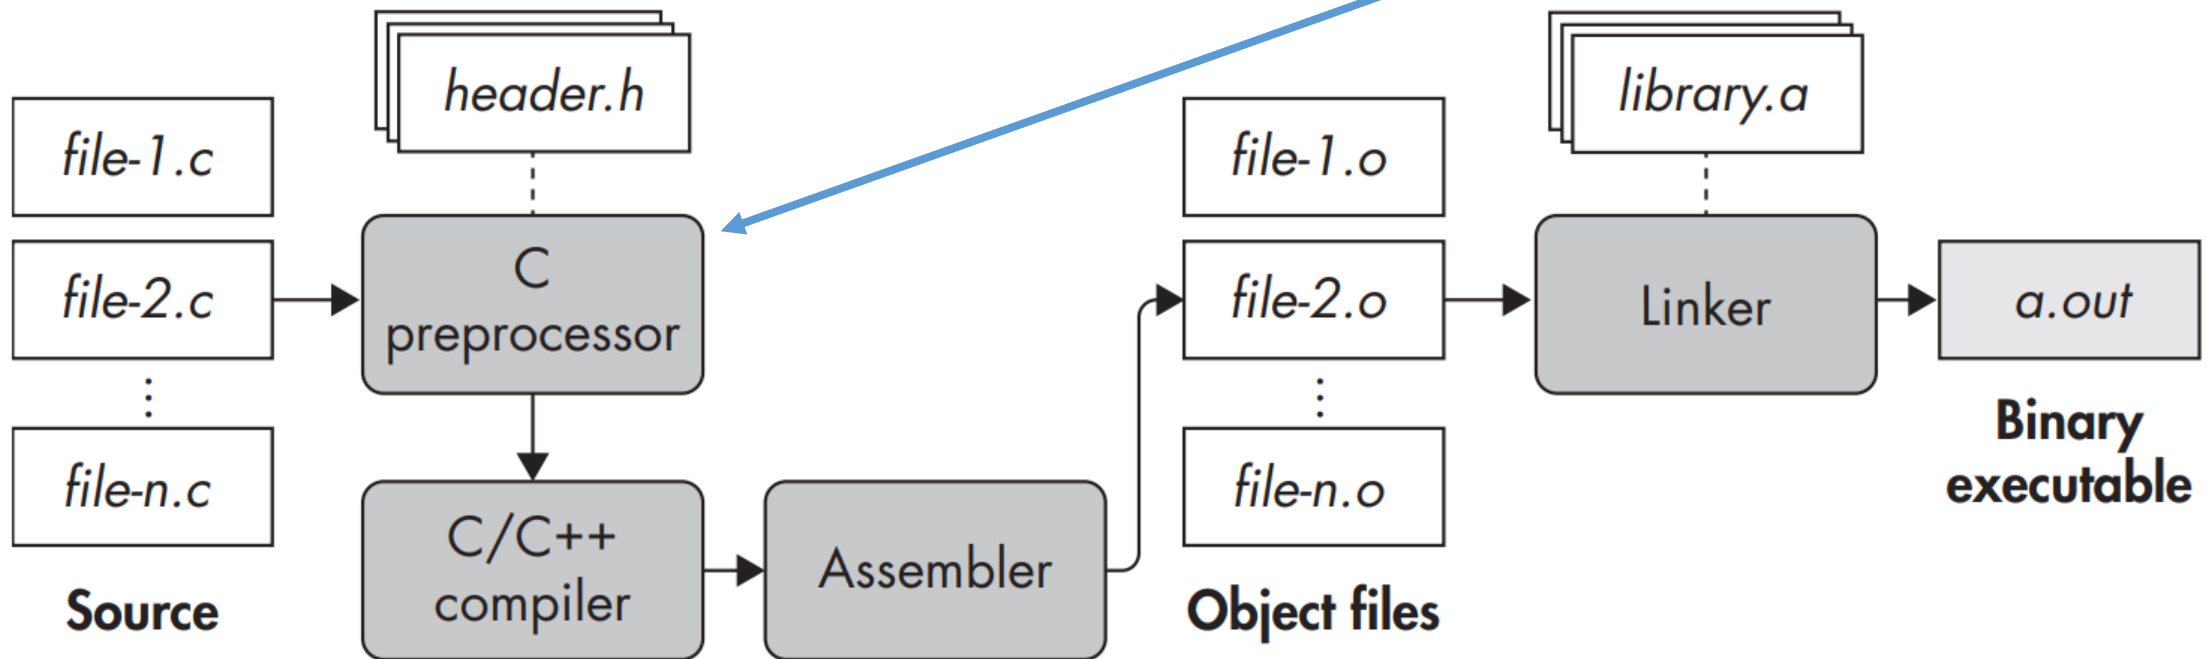 file-1.c
file-2.c
⋮
file-n.c
Source
header.h
C
preprocessor
C/C++
compiler
Assembler
file-1.o
file-2.o
⋮
file-n.o
Object files
library.a
Linker
a.out
Binary
executable